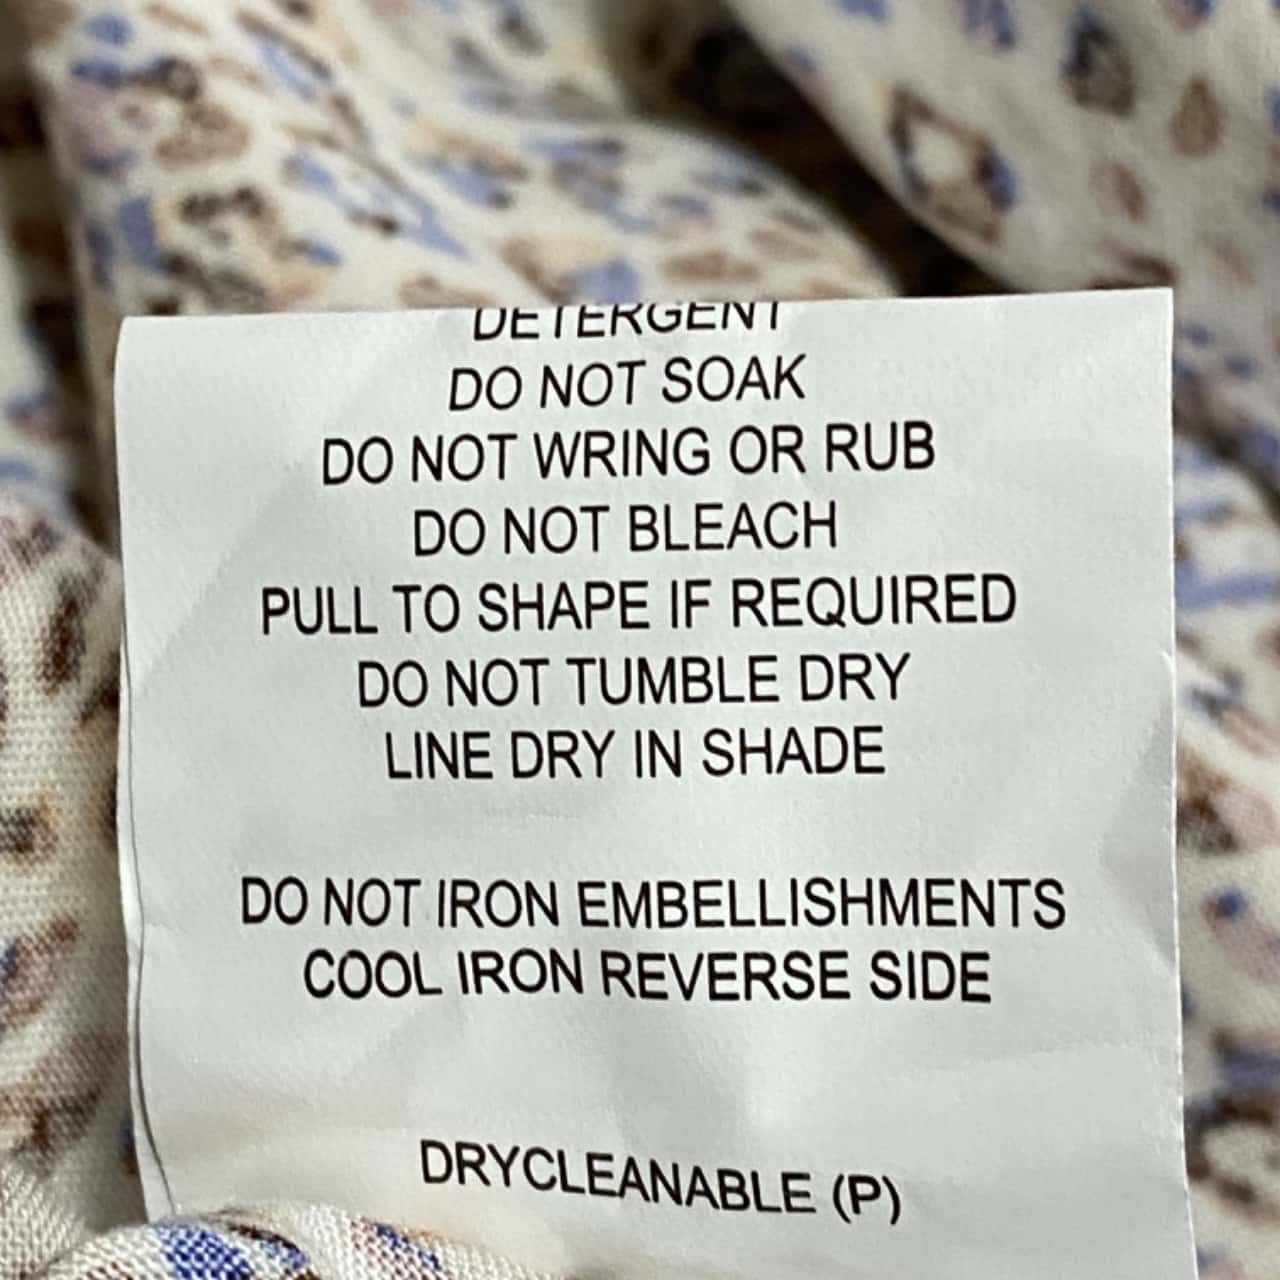 DETERGENT
DO NOT SOAK
DO NOT WRING OR RUB
DO NOT BLEACH
PULL TO SHAPE IF REQUIRED
DO NOT TUMBLE DRY
LINE DRY IN SHADE
DO NOT IRON EMBELLISHMENTS
COOL IRON REVERSE SIDE
DRYCLEANABLE (P)